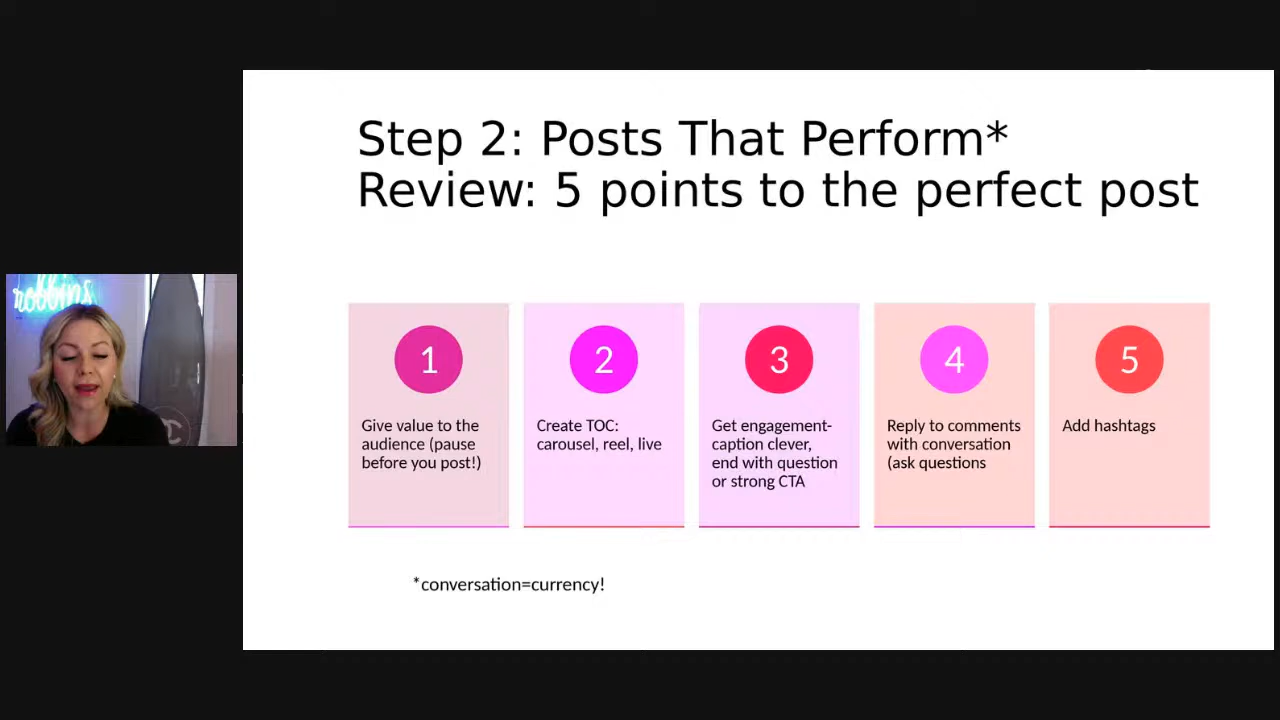 Step 2: Posts That Perform*
Review: 5 points to the perfect post
robbins
1
Give value to the
audience (pause
before you post!)
2
Create TOC:
carousel, reel, live
3
Get engagement-
caption clever,
end with question
or strong CTA
4
Reply to comments
with conversation
(ask questions
5
Add hashtags
*conversation=currency!